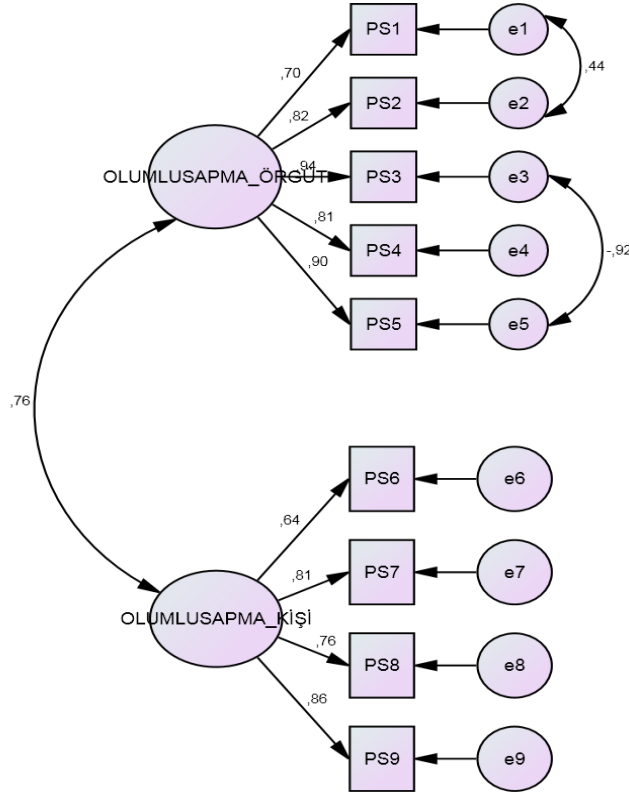 PS1
e1
,70
,44
PS2
e2
,82
OLUMLUSAPMA_ÖRGÜT
,94
PS3
e3
,81
PS4
e4
-,92
,90
PS5
e5
,76
PS6
e6
,64
PS7
e7
,81
OLUMLUSAPMA_KİŞİ
,76
PS8
e8
,86
PS9
e9